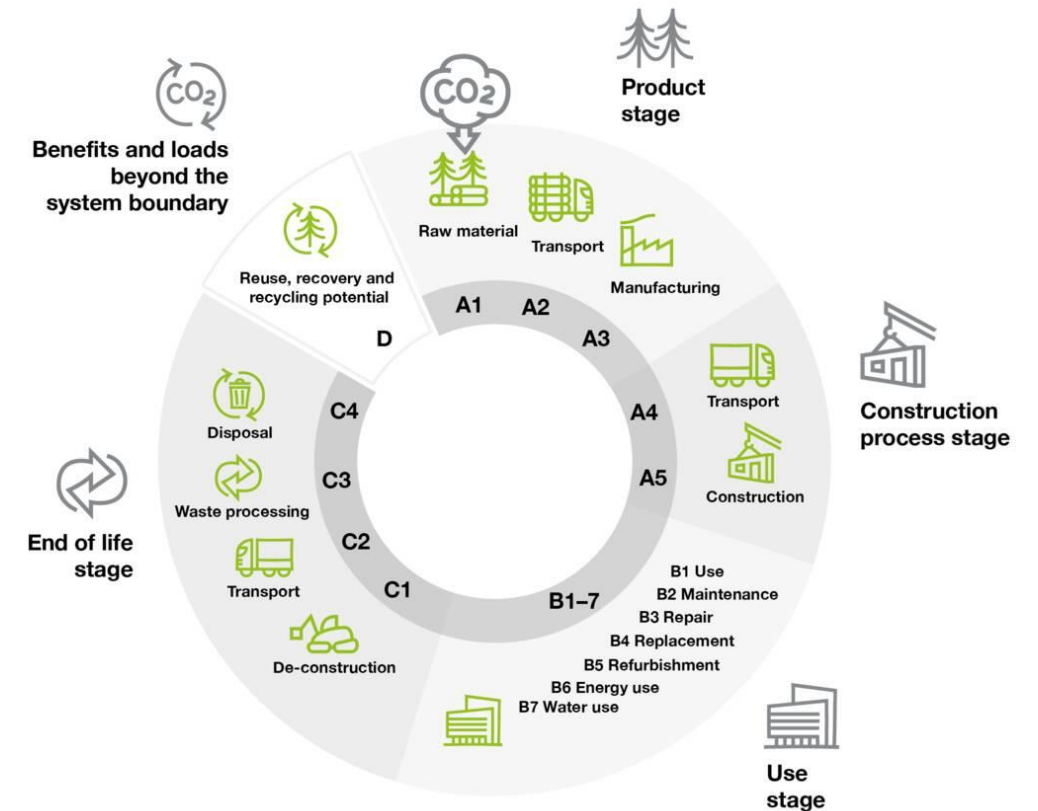 CO2
Product
stage
CO2
Benefits and loads
beyond the
system boundary
Raw material
Transport
Manufacturing
Reuse, recovery and
recycling potential
A1
A2
A3
D
Transport
Construction
Construction
process stage
A4
A5
Disposal
Waste processing
Transport
De-construction
C4
C3
C2
C1
End of life
stage
B1–7
B1 Use
B2 Maintenance
B3 Repair
B4 Replacement
B5 Refurbishment
B6 Energy use
B7 Water use
Use
stage